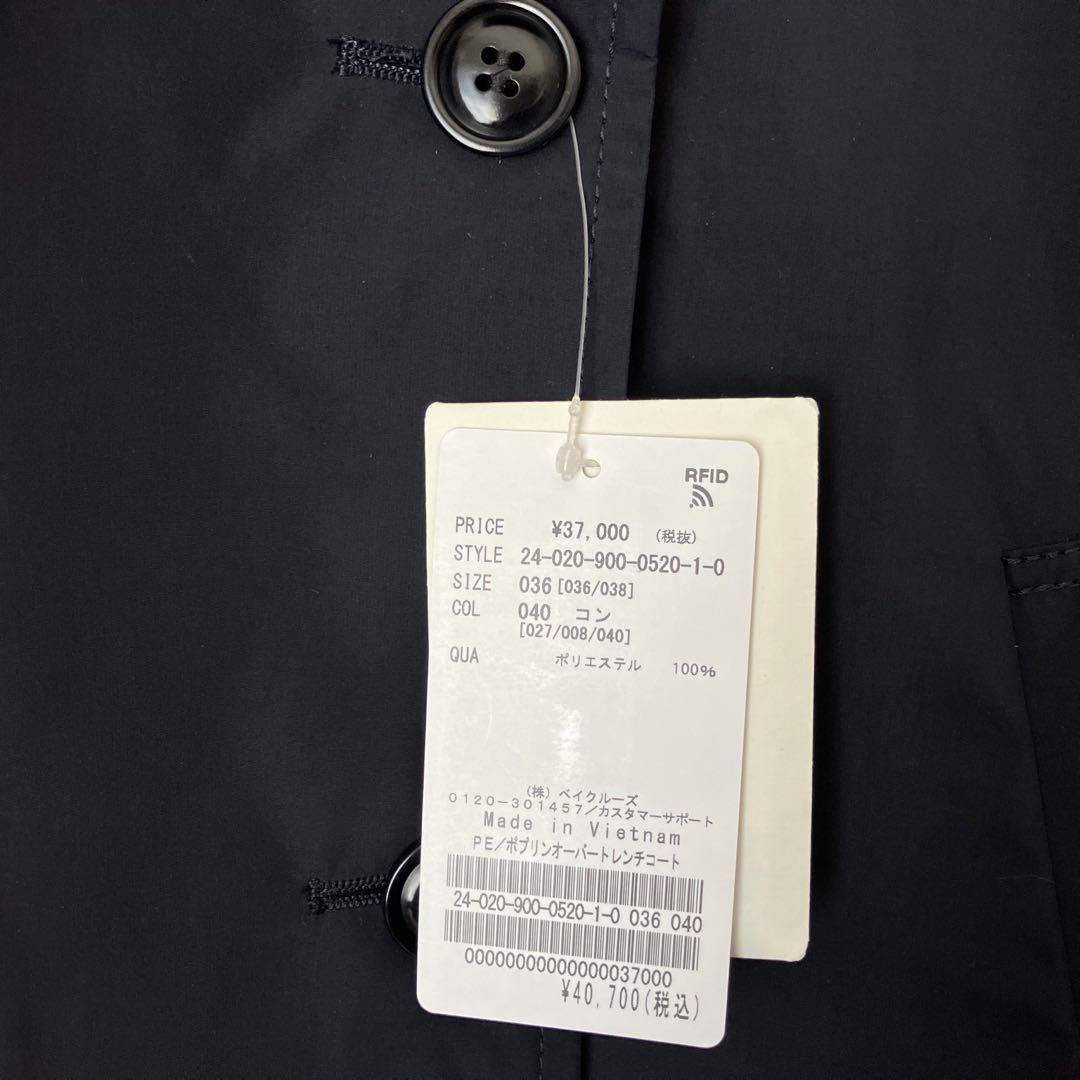 RFID
PRICE ¥37,000 (税抜)
STYLE 24-020-900-0520-1-0
SIZE 036[036/038]
COL 040 コン
[027/008/040]
QUA ポリエステル 100%
(株)ベイクルーズ
0120-301457/カスタマーサポート
Made in Vietnam
PE/ポプリンオーバートレンチコート
24-020-900-0520-1-0 036 040
00000000000000037000
¥40,700(税込)